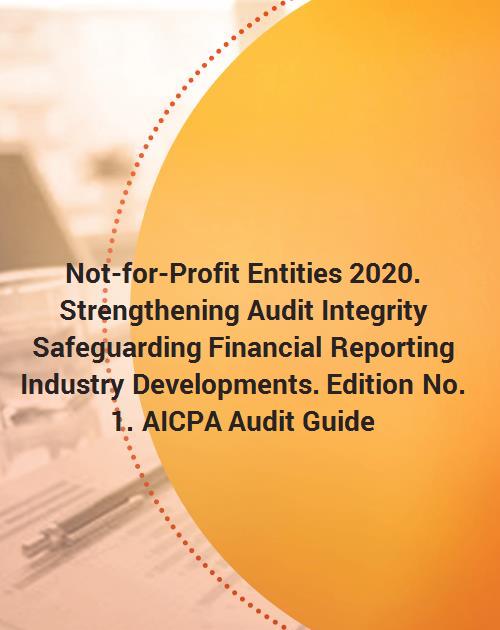 Not-for-Profit Entities 2020.
Strengthening Audit Integrity
Safeguarding Financial Reporting
Industry Developments. Edition No.
1. AICPA Audit Guide